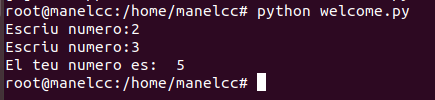 root@manelcc:/home/manelcc# python welcome.py
Escriu numero:2
Escriu numero:3
El teu numero es:  5
root@manelcc:/home/manelcc#